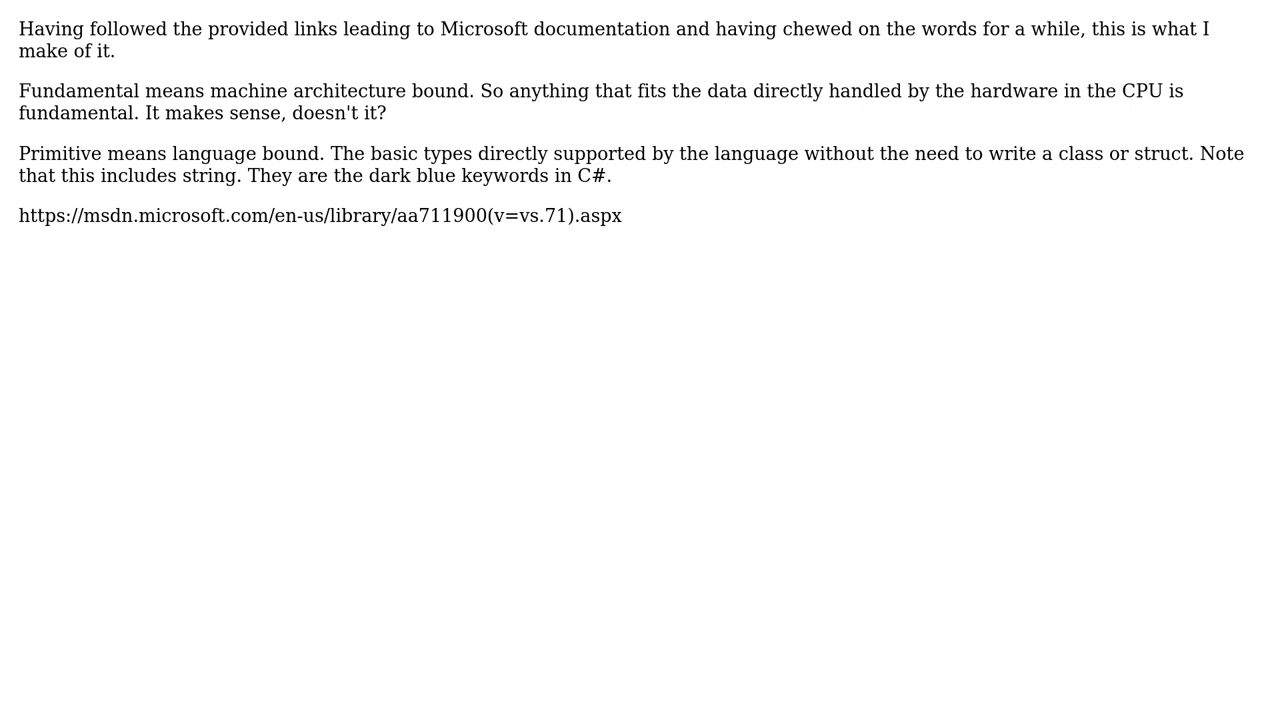 Having followed the provided links leading to Microsoft documentation and having chewed on the words for a while, this is what I
make of it.
Fundamental means machine architecture bound. So anything that fits the data directly handled by the hardware in the CPU is
fundamental. It makes sense, doesn't it?
Primitive means language bound. The basic types directly supported by the language without the need to write a class or struct. Note
that this includes string. They are the dark blue keywords in C#.
https://msdn.microsoft.com/en-us/library/aa711900(v=vs.71).aspx